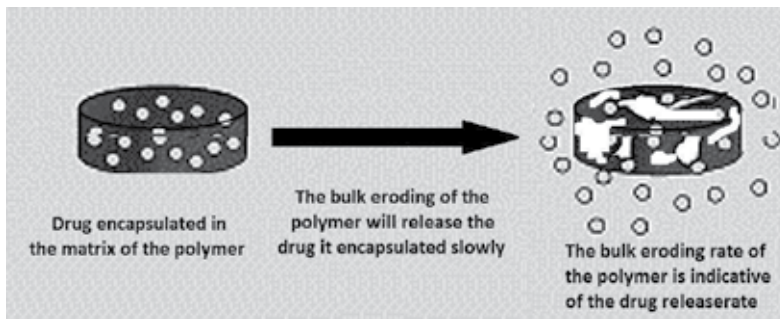 Drug encapsulated in
the matrix of the polymer
The bulk eroding of the
polymer will release the
drug it encapsulated slowly
The bulk eroding rate of
the polymer is indicative
of the drug releaserate